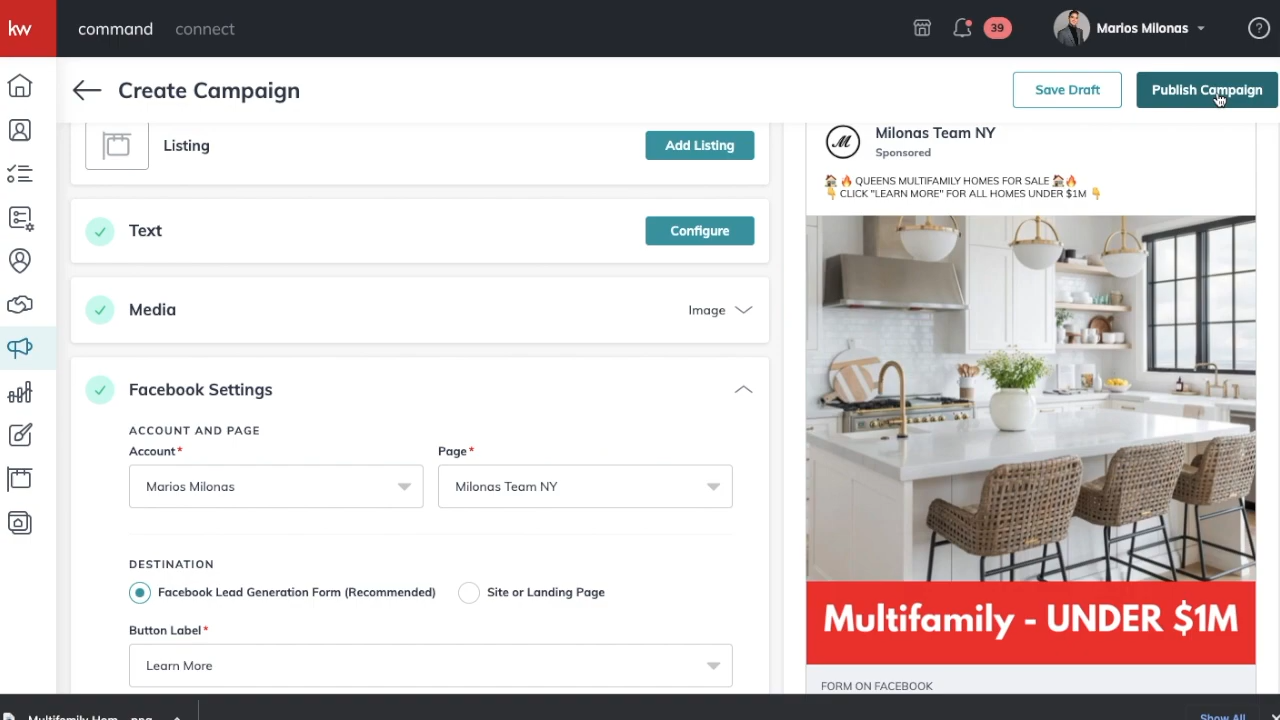 kw
command
connect
39
Marios Milonas
?
Create Campaign
Save Draft
Publish Campaign
Listing
Add Listing
Text
Configure
Media
Image
Facebook Settings
ACCOUNT AND PAGE
Account*
Page*
Marios Milonas
Milonas Team NY
DESTINATION
Facebook Lead Generation Form (Recommended)
Site or Landing Page
Button Label*
Learn More
M
Milonas Team NY
Sponsored
🏠🔥 QUEENS MULTIFAMILY HOMES FOR SALE 🏠🔥
👇 CLICK "LEARN MORE" FOR ALL HOMES UNDER $1M 👇
Multifamily - UNDER $1M
FORM ON FACEBOOK
Multifamily Hom....png
Show All